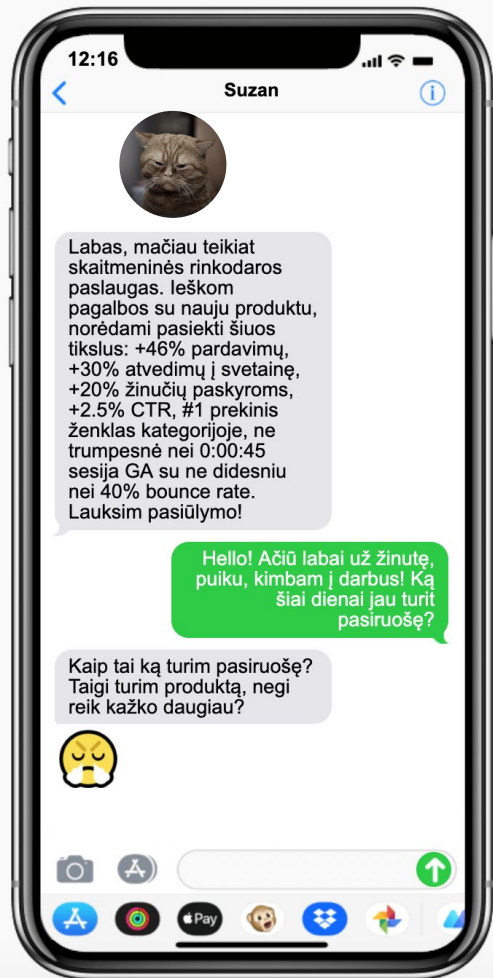 12:16
Suzan
Labas, mačiau teikiat
skaitmeninės rinkodaros
paslaugas. Ieškom
pagalbos su nauju produktu,
norėdami pasiekti šiuos
tikslus: +46% pardavimų,
+30% atvedimų į svetainę,
+20% žinučių paskyroms,
+2.5% CTR, #1 prekinis
ženklas kategorijoje, ne
trumpesnė nei 0:00:45
sesija GA su ne didesniu
nei 40% bounce rate.
Lauksim pasiūlymo!
Hello! Ačiū labai už žinutę,
puiku, kimbam į darbus! Ką
šiai dienai jau turit
pasiruošę?
Kaip tai ką turim pasiruošę?
Taigi turim produktą, negi
reik kažko daugiau?
Pay